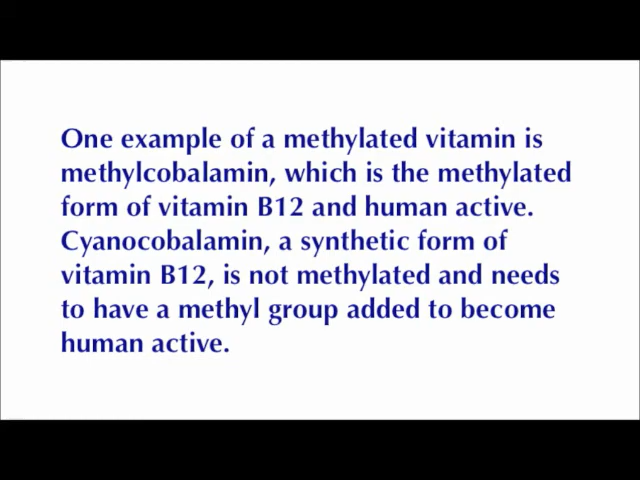 One example of a methylated vitamin is
methylcobalamin, which is the methylated
form of vitamin B12 and human active.
Cyanocobalamin, a synthetic form of
vitamin B12, is not methylated and needs
to have a methyl group added to become
human active.